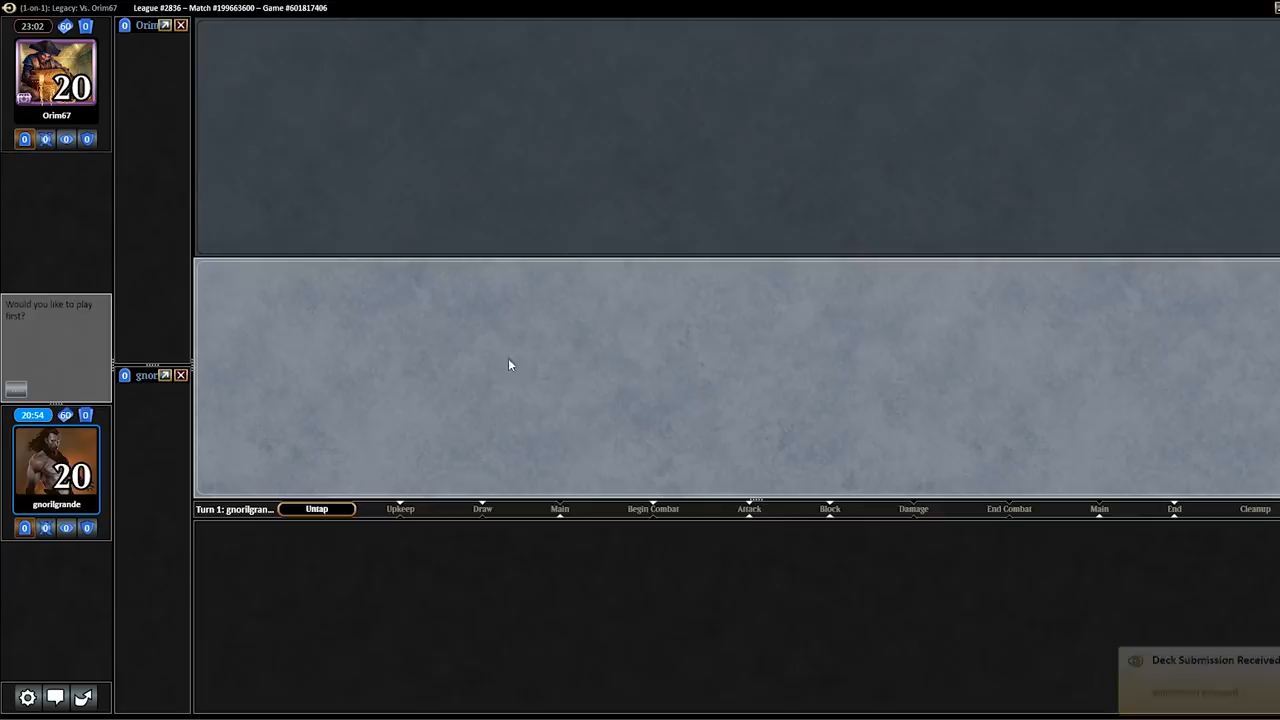 (1-on-1): Legacy: Vs. Orim67 League #2836 – Match #199663600 – Game #601817406
23:02 60 0
0 Orim
20
Orim67
0 0 0 0
Would you like to play
first?
0 gnor
20:54 60 0
20
gnorilgrande
0 0 0 0
Turn 1: gnorilgran... Untap Upkeep Draw Main Begin Combat Attack Block Damage End Combat Main End Cleanup
Deck Submission Received